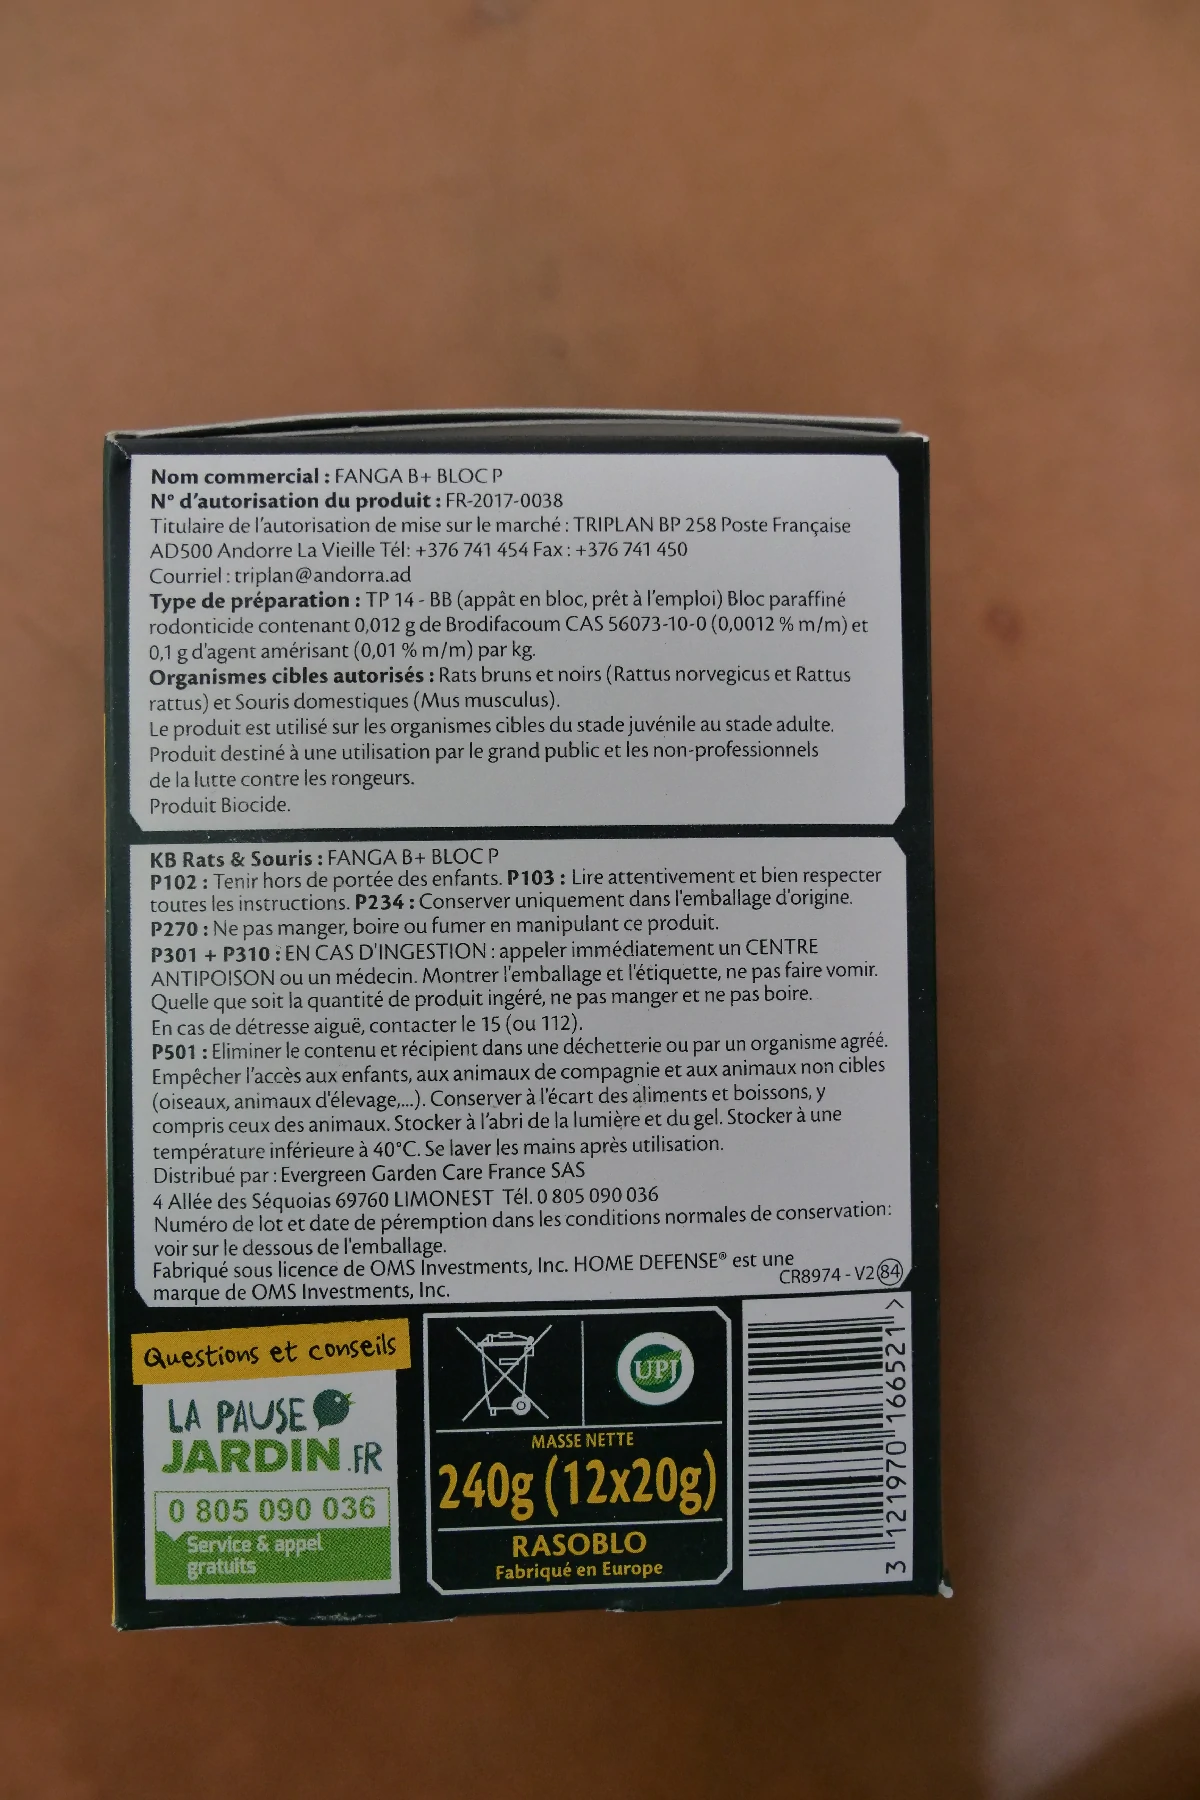 Nom commercial : FANGA B+ BLOC P
N° d'autorisation du produit : FR-2017-0038
Titulaire de l'autorisation de mise sur le marché : TRIPLAN BP 258 Poste Française
AD500 Andorre La Vieille Tél: +376 741 454 Fax : +376 741 450
Courriel : triplan@andorra.ad
Type de préparation : TP 14 - BB (appât en bloc, prêt à l'emploi) Bloc paraffiné
rodonticide contenant 0,012 g de Brodifacoum CAS 56073-10-0 (0,0012 % m/m) et
0,1 g d'agent amérisant (0,01 % m/m) par kg.
Organismes cibles autorisés : Rats bruns et noirs (Rattus norvegicus et Rattus
rattus) et Souris domestiques (Mus musculus).
Le produit est utilisé sur les organismes cibles du stade juvénile au stade adulte.
Produit destiné à une utilisation par le grand public et les non-professionnels
de la lutte contre les rongeurs.
Produit Biocide.
KB Rats & Souris : FANGA B+ BLOC P
P102 : Tenir hors de portée des enfants. P103 : Lire attentivement et bien respecter
toutes les instructions. P234 : Conserver uniquement dans l'emballage d'origine.
P270 : Ne pas manger, boire ou fumer en manipulant ce produit.
P301 + P310 : EN CAS D'INGESTION : appeler immédiatement un CENTRE
ANTIPOISON ou un médecin. Montrer l'emballage et l'étiquette, ne pas faire vomir.
Quelle que soit la quantité de produit ingéré, ne pas manger et ne pas boire.
En cas de détresse aiguë, contacter le 15 (ou 112).
P501 : Eliminer le contenu et récipient dans une déchetterie ou par un organisme agréé.
Empêcher l'accès aux enfants, aux animaux de compagnie et aux animaux non cibles
(oiseaux, animaux d'élevage,...). Conserver à l'écart des aliments et boissons, y
compris ceux des animaux. Stocker à l'abri de la lumière et du gel. Stocker à une
température inférieure à 40°C. Se laver les mains après utilisation.
Distribué par : Evergreen Garden Care France SAS
4 Allée des Séquoias 69760 LIMONEST Tél. 0 805 090 036
Numéro de lot et date de péremption dans les conditions normales de conservation:
voir sur le dessous de l'emballage.
Fabriqué sous licence de OMS Investments, Inc. HOME DEFENSE® est une
marque de OMS Investments, Inc.
CR8974 - V2 84
Questions et conseils
LA PAUSE
JARDIN.FR
0 805 090 036
Service & appel
gratuits
UPJ
MASSE NETTE
240g (12x20g)
RASOBLO
Fabriqué en Europe
3 121970 166521 >